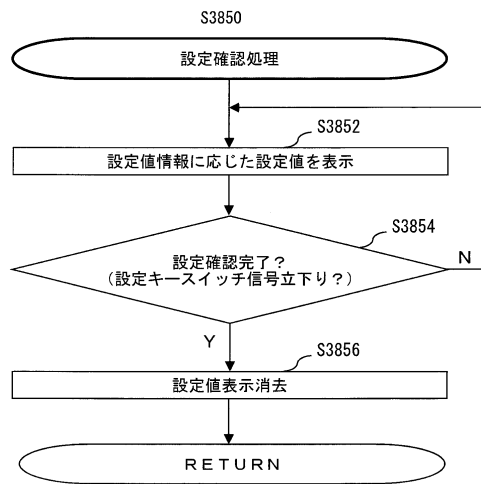 S3850
設定確認処理
S3852
設定値情報に応じた設定値を表示
S3854
設定確認完了？
（設定キースイッチ信号立下り？）
N
Y
S3856
設定値表示消去
RETURN